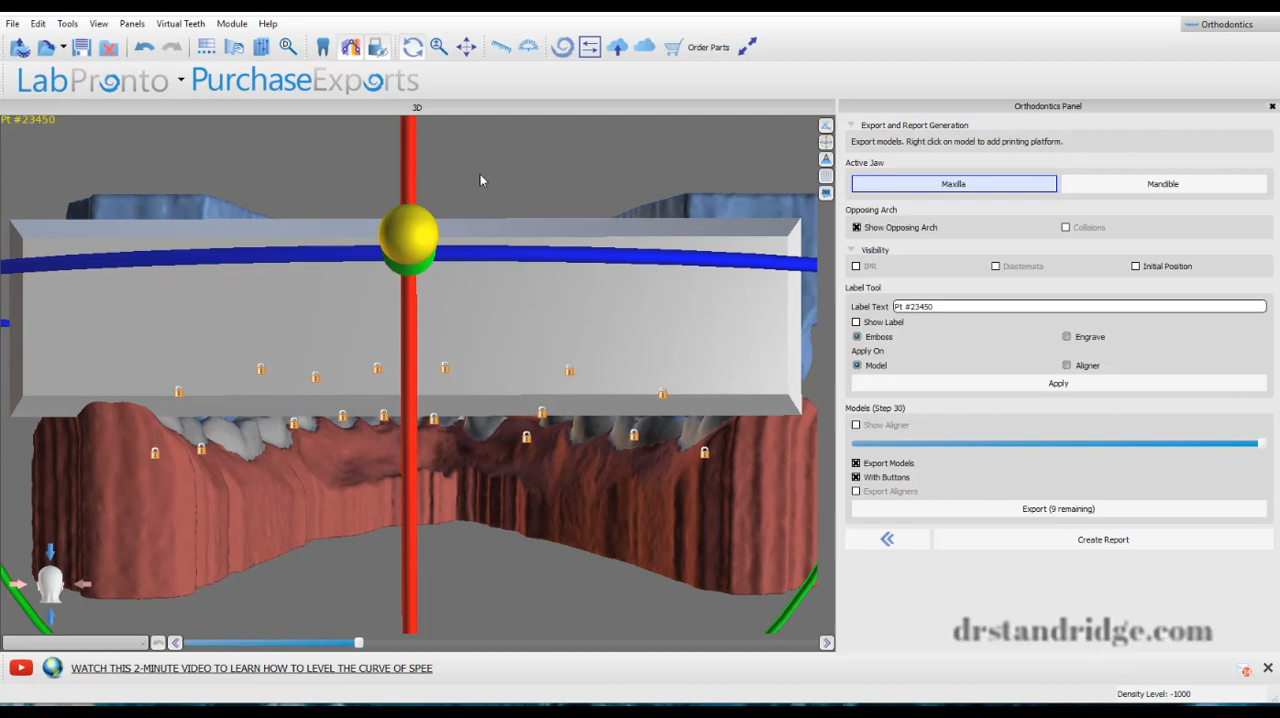 File Edit Tools View Panels Virtual Teeth Module Help
Orthodontics
Order Parts
LabPronto PurchaseExports
3D
Orthodontics Panel
Pt #23450
Export and Report Generation
Export models. Right click on model to add printing platform.
Active Jaw
Maxilla Mandible
Opposing Arch
Show Opposing Arch Collisions
Visibility
IPR Diastemata Initial Position
Label Tool
Label Text Pt #23450
Show Label
Emboss Engrave
Apply On
Model Aligner
Apply
Models (Step 30)
Show Aligner
Export Models
With Buttons
Export Aligners
Export (9 remaining)
Create Report
drstandridge.com
WATCH THIS 2-MINUTE VIDEO TO LEARN HOW TO LEVEL THE CURVE OF SPEE
Density Level: -1000